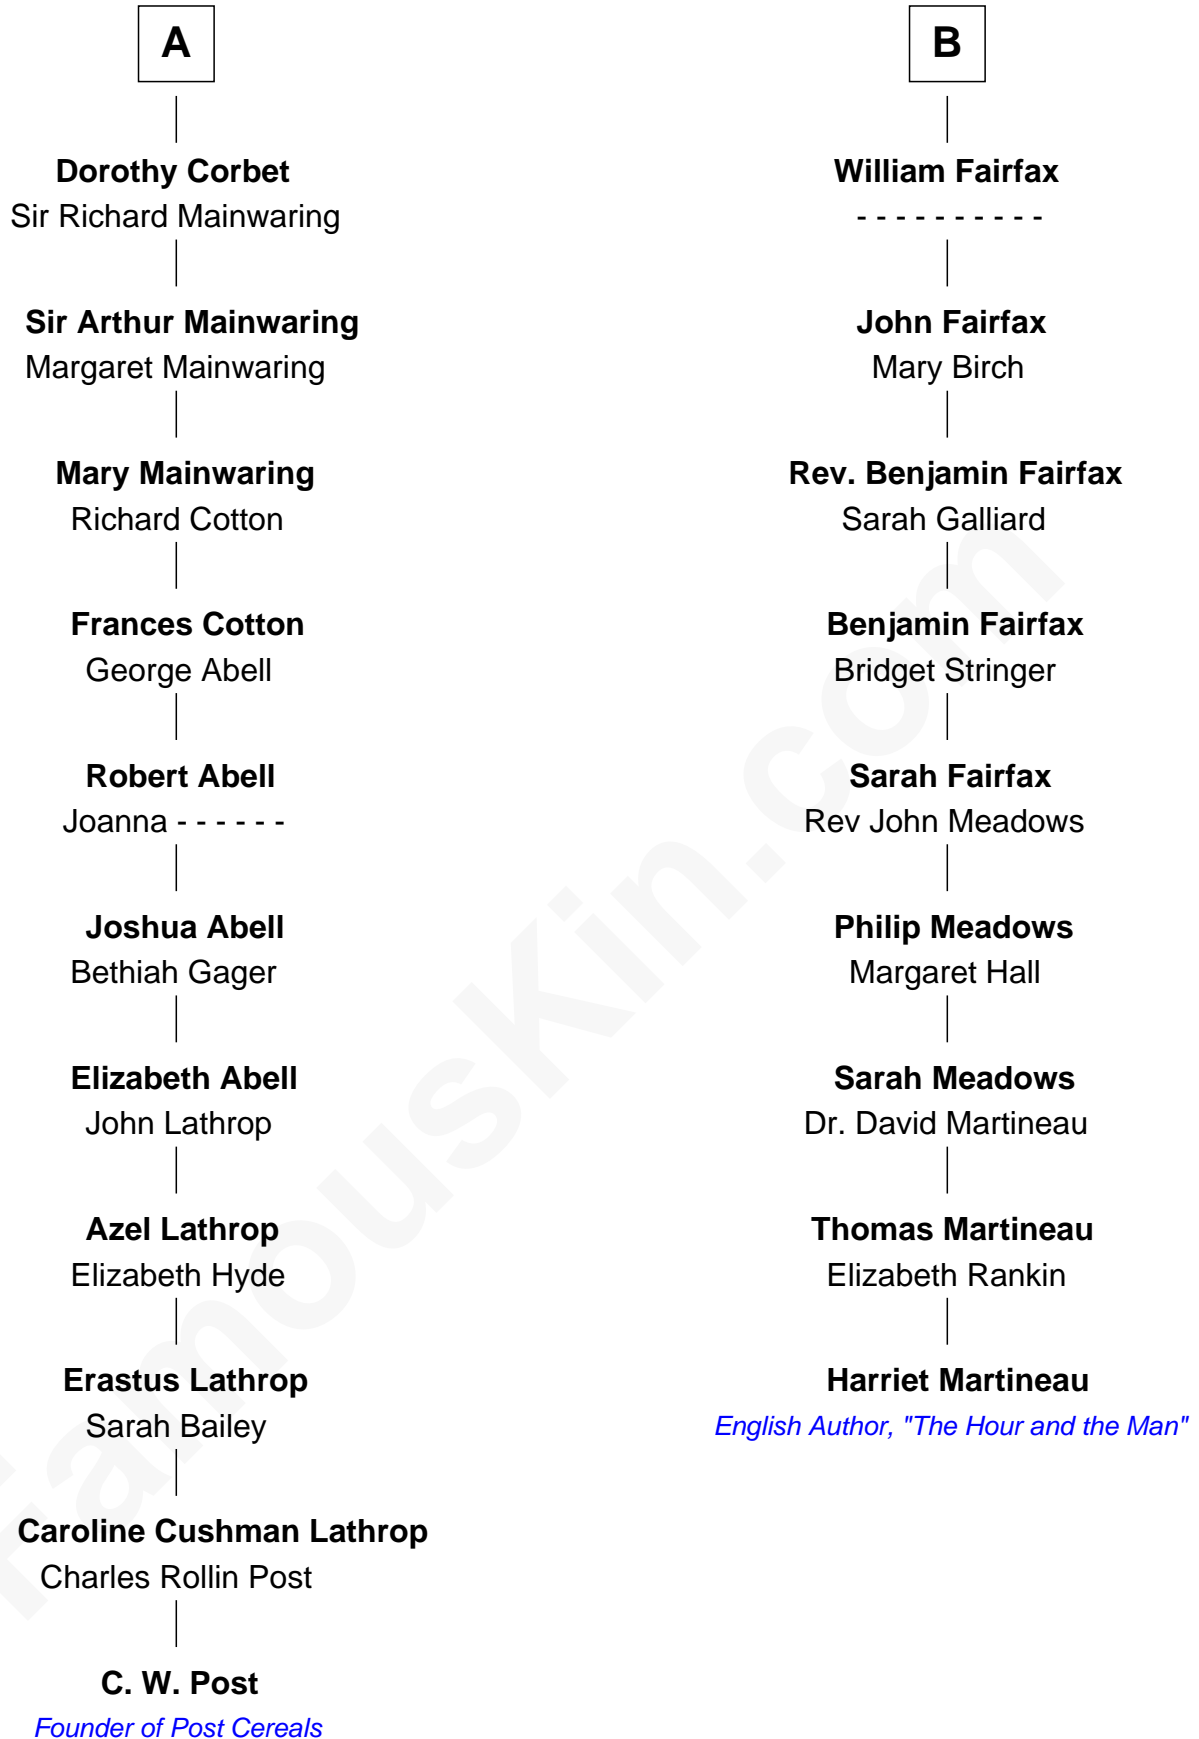 A
Dorothy Corbet
Sir Richard Mainwaring
Sir Arthur Mainwaring
Margaret Mainwaring
Mary Mainwaring
Richard Cotton
Frances Cotton
George Abell
Robert Abell
Joanna - - - - - -
Joshua Abell
Bethiah Gager
Elizabeth Abell
John Lathrop
Azel Lathrop
Elizabeth Hyde
Erastus Lathrop
Sarah Bailey
Caroline Cushman Lathrop
Charles Rollin Post
C. W. Post
Founder of Post Cereals
B
William Fairfax
- - - - - - - - - -
John Fairfax
Mary Birch
Rev. Benjamin Fairfax
Sarah Galliard
Benjamin Fairfax
Bridget Stringer
Sarah Fairfax
Rev John Meadows
Philip Meadows
Margaret Hall
Sarah Meadows
Dr. David Martineau
Thomas Martineau
Elizabeth Rankin
Harriet Martineau
English Author, "The Hour and the Man"
FamousKin.com